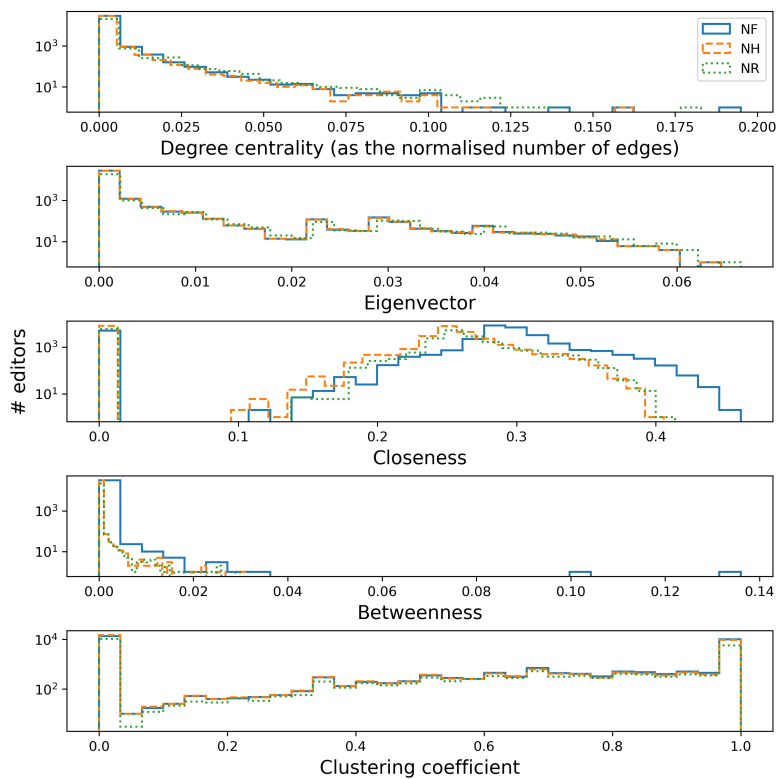 NF
NH
NR
10³
10¹
0.000 0.025 0.050 0.075 0.100 0.125 0.150 0.175 0.200
Degree centrality (as the normalised number of edges)
10³
10¹
0.00 0.01 0.02 0.03 0.04 0.05 0.06
Eigenvector
# editors
10³
10¹
0.0 0.1 0.2 0.3 0.4
Closeness
10³
10¹
0.00 0.02 0.04 0.06 0.08 0.10 0.12 0.14
Betweenness
10⁴
10²
0.0 0.2 0.4 0.6 0.8 1.0
Clustering coefficient